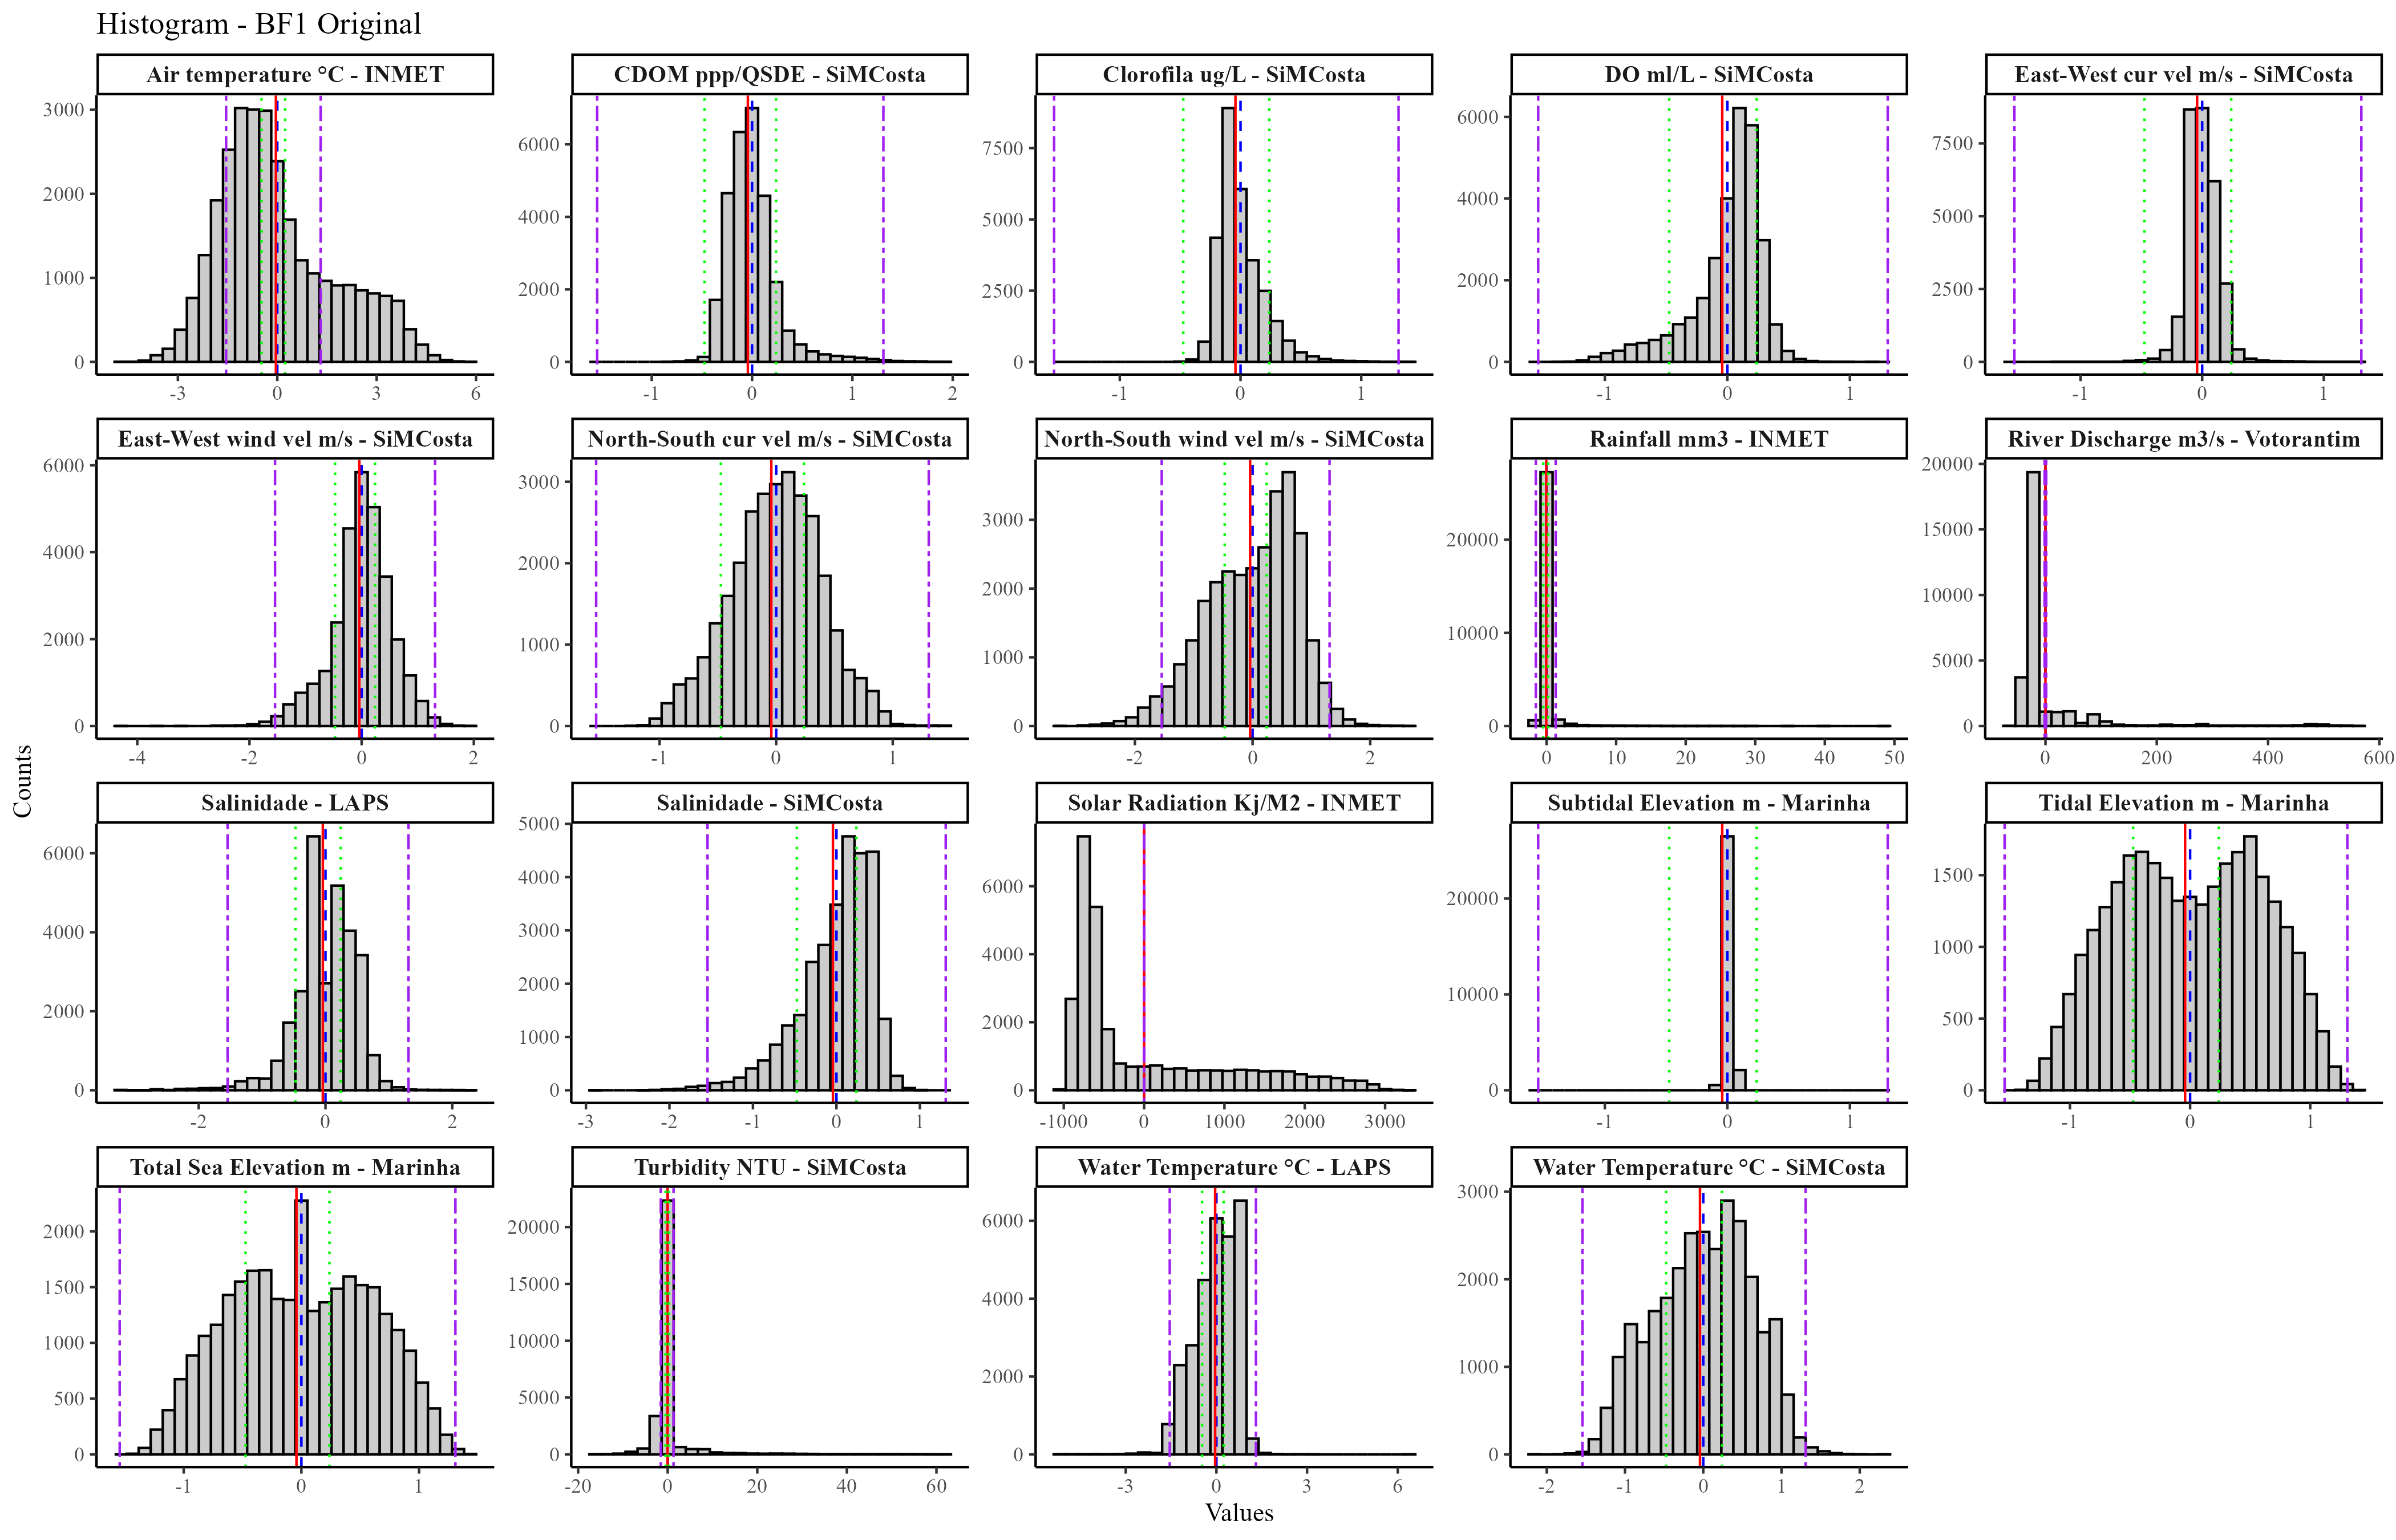 Histogram - BF1 Original
Air temperature °C - INMET
CDOM ppp/QSDE - SiMCosta
Clorofila ug/L - SiMCosta
DO ml/L - SiMCosta
East-West cur vel m/s - SiMCosta
3000
2000
1000
0
-3 0 3 6
6000
4000
2000
0
-1 0 1 2
7500
5000
2500
0
-1 0 1
6000
4000
2000
0
-1 0 1
7500
5000
2500
0
-1 0 1
East-West wind vel m/s - SiMCosta
North-South cur vel m/s - SiMCosta
North-South wind vel m/s - SiMCosta
Rainfall mm3 - INMET
River Discharge m3/s - Votorantim
6000
4000
2000
0
-4 -2 0 2
3000
2000
1000
0
-1 0 1
3000
2000
1000
0
-2 0 2
20000
10000
0
0 10 20 30 40 50
20000
15000
10000
5000
0
0 200 400 600
Counts
Salinidade - LAPS
Salinidade - SiMCosta
Solar Radiation Kj/M2 - INMET
Subtidal Elevation m - Marinha
Tidal Elevation m - Marinha
6000
4000
2000
0
-2 0 2
5000
4000
3000
2000
1000
0
-3 -2 -1 0 1
6000
4000
2000
0
-1000 0 1000 2000 3000
20000
10000
0
-1 0 1
1500
1000
500
0
-1 0 1
Total Sea Elevation m - Marinha
Turbidity NTU - SiMCosta
Water Temperature °C - LAPS
Water Temperature °C - SiMCosta
2000
1500
1000
500
0
-1 0 1
20000
15000
10000
5000
0
-20 0 20 40 60
6000
4000
2000
0
-3 0 3 6
3000
2000
1000
0
-2 -1 0 1 2
Values